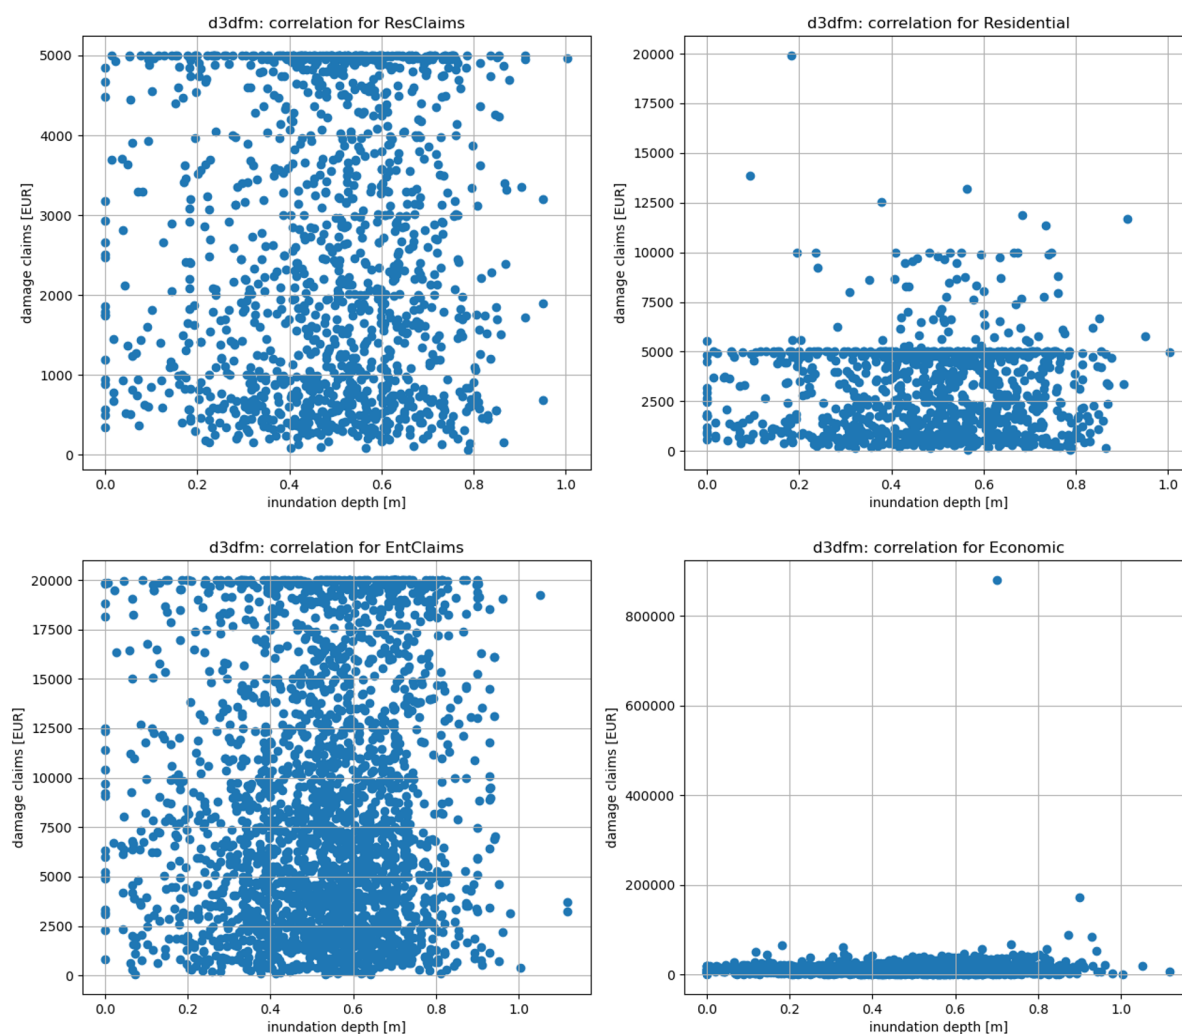 d3dfm: correlation for ResClaims
damage claims [EUR]
5000
4000
3000
2000
1000
0
0.0 0.2 0.4 0.6 0.8 1.0
inundation depth [m]
d3dfm: correlation for Residential
damage claims [EUR]
20000
17500
15000
12500
10000
7500
5000
2500
0
0.0 0.2 0.4 0.6 0.8 1.0
inundation depth [m]
d3dfm: correlation for EntClaims
damage claims [EUR]
20000
17500
15000
12500
10000
7500
5000
2500
0
0.0 0.2 0.4 0.6 0.8 1.0
inundation depth [m]
d3dfm: correlation for Economic
damage claims [EUR]
800000
600000
400000
200000
0
0.0 0.2 0.4 0.6 0.8 1.0
inundation depth [m]